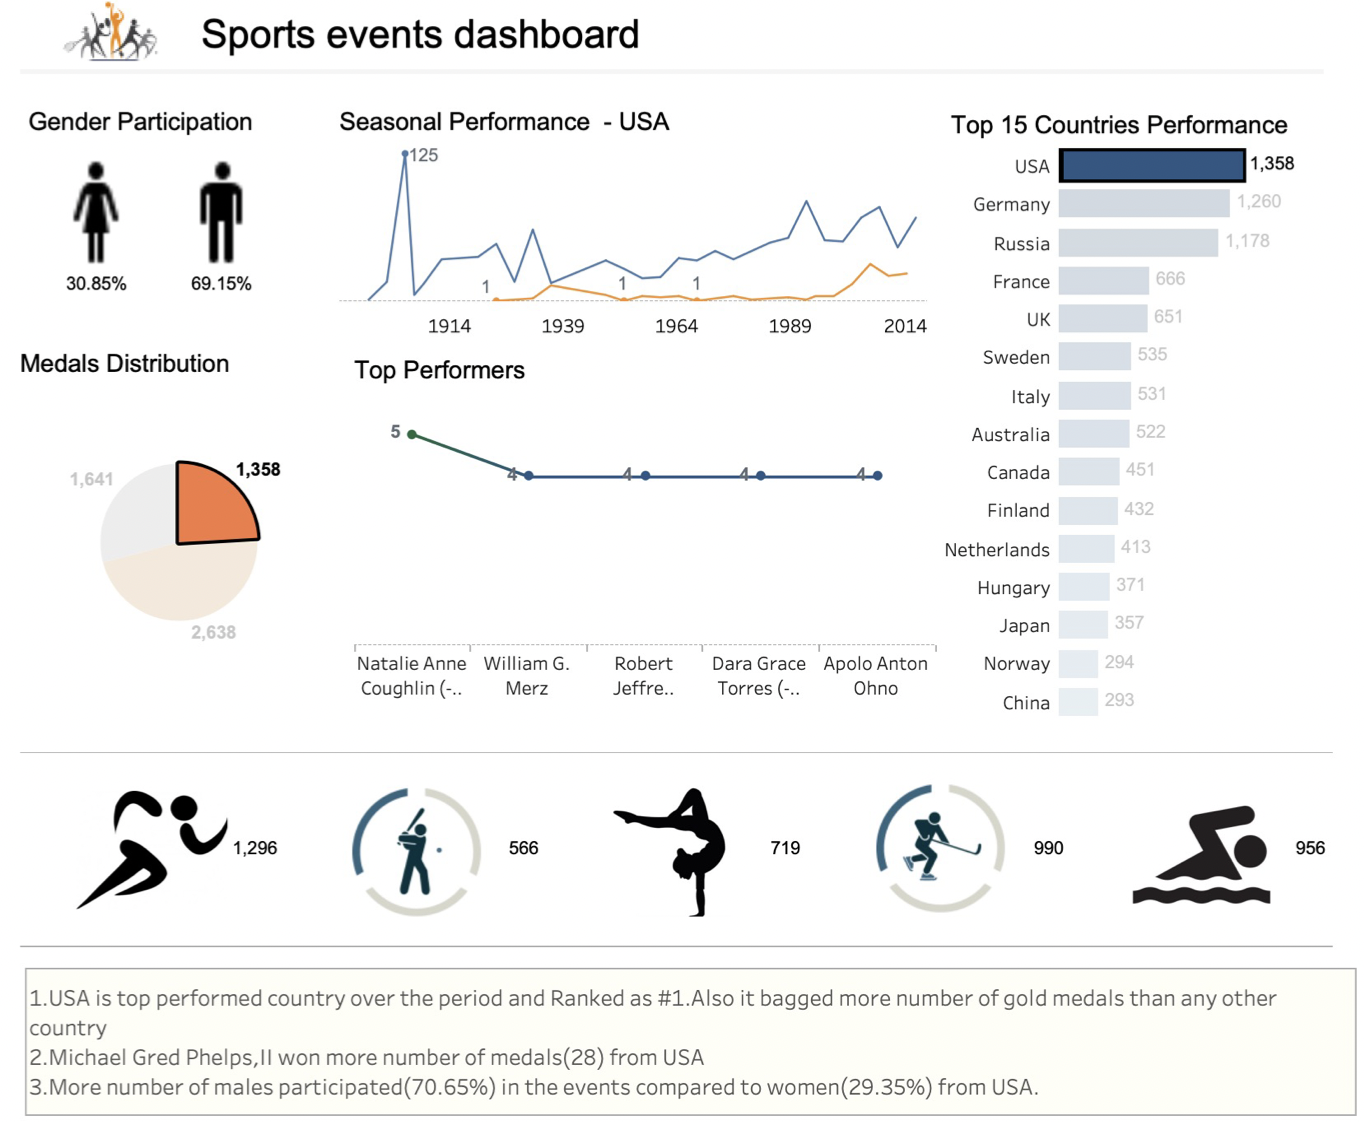 Sports events dashboard
Gender Participation
30.85%
69.15%
Seasonal Performance - USA
125
1
1
1
1914
1939
1964
1989
2014
Top 15 Countries Performance
USA
1,358
Germany
1,260
Russia
1,178
France
666
UK
651
Sweden
535
Italy
531
Australia
522
Canada
451
Finland
432
Netherlands
413
Hungary
371
Japan
357
Norway
294
China
293
Medals Distribution
1,641
1,358
2,638
Top Performers
5
4
4
4
4
Natalie Anne
Coughlin (-..
William G.
Merz
Robert
Jeffre..
Dara Grace
Torres (-..
Apolo Anton
Ohno
1,296
566
719
990
956
1.USA is top performed country over the period and Ranked as #1.Also it bagged more number of gold medals than any other
country
2.Michael Gred Phelps,II won more number of medals(28) from USA
3.More number of males participated(70.65%) in the events compared to women(29.35%) from USA.